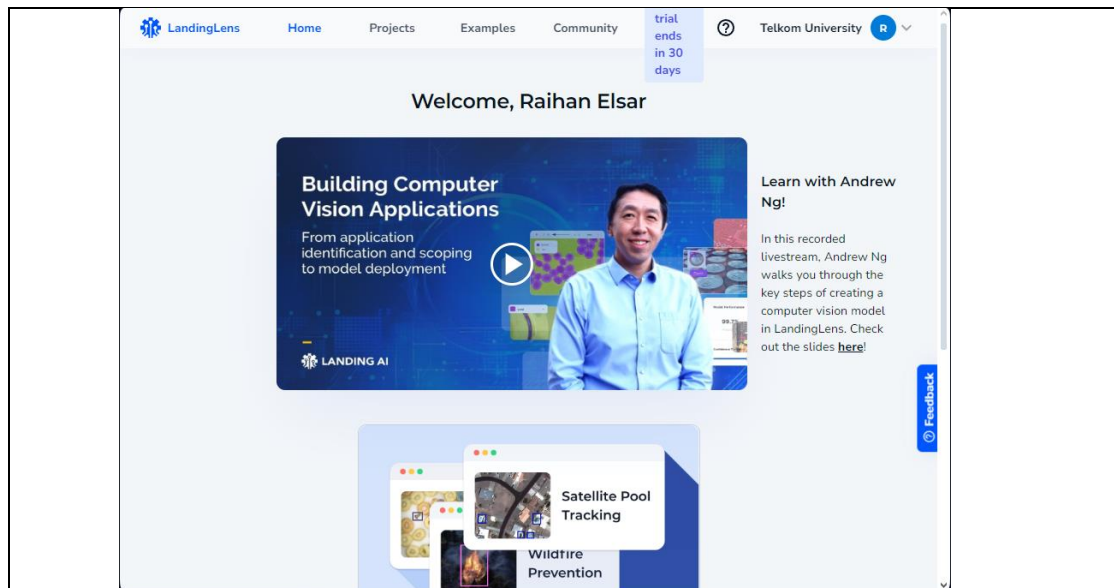 LandingLens
Home
Projects
Examples
Community
trial
ends
in 30
days
Telkom University
R
Welcome, Raihan Elsar
Building Computer
Vision Applications
From application
identification and scoping
to model deployment
LANDING AI
Learn with Andrew
Ng!
In this recorded
livestream, Andrew Ng
walks you through the
key steps of creating a
computer vision model
in LandingLens. Check
out the slides here!
Feedback
Satellite Pool
Tracking
Wildfire
Prevention